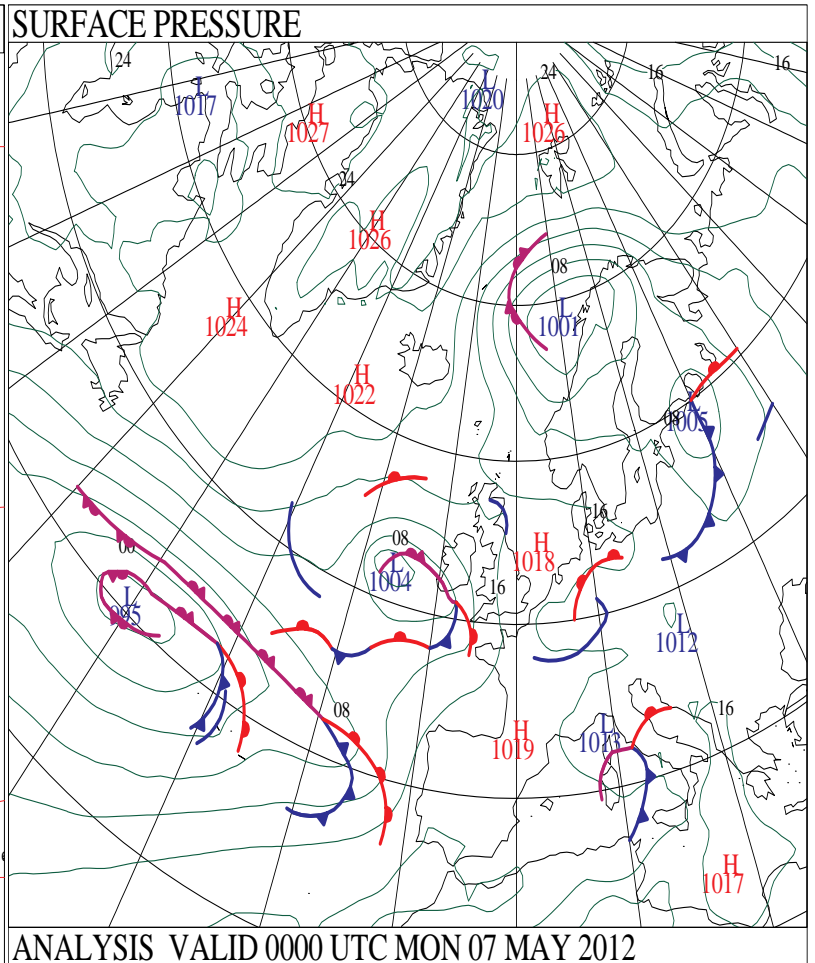 SURFACE PRESSURE
24
16
16
24
L
1017
L
1020
H
1027
H
1026
24
H
1026
08
H
1024
L
1001
H
1022
L
1005
08
16
00
08
L
1004
H
1018
16
L
995
L
1012
08
H
1019
L
1013
16
H
1017
ANALYSIS VALID 0000 UTC MON 07 MAY 2012